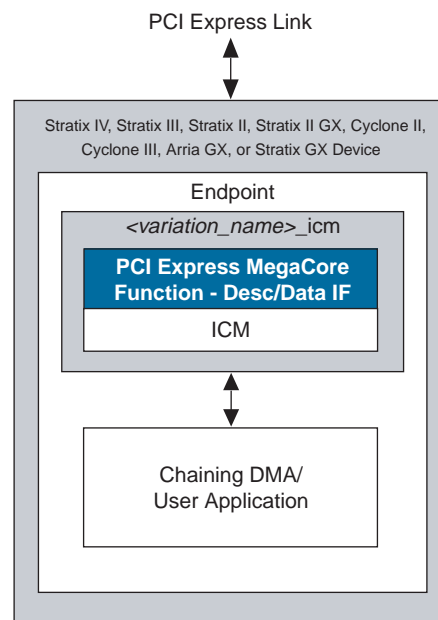 PCI Express Link
Stratix IV, Stratix III, Stratix II, Stratix II GX, Cyclone II,
Cyclone III, Arria GX, or Stratix GX Device
Endpoint
<variation_name>_icm
PCI Express MegaCore
Function - Desc/Data IF
ICM
Chaining DMA/
User Application